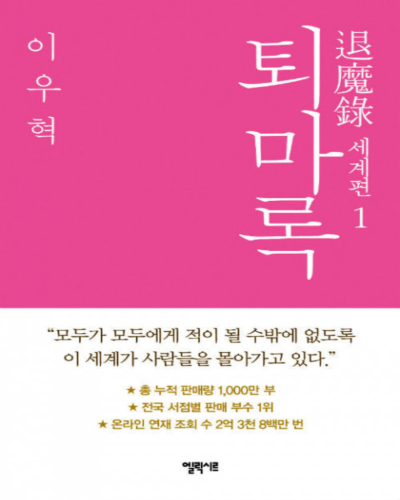 이우혁
退魔錄
퇴마록
세계편 1
“모두가 모두에게 적이 될 수밖에 없도록
이 세계가 사람들을 몰아가고 있다.”
★ 총 누적 판매량 1,000만 부
★ 전국 서점별 판매 부수 1위
★ 온라인 연재 조회 수 2억 3천 8백만 번
엘릭시르